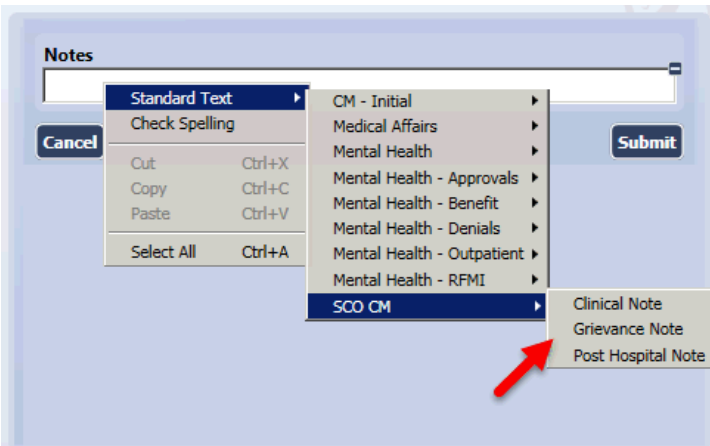 Notes
Standard Text
Check Spelling
Cut Ctrl+X
Copy Ctrl+C
Paste Ctrl+V
Select All Ctrl+A
CM - Initial
Medical Affairs
Mental Health
Mental Health - Approvals
Mental Health - Benefit
Mental Health - Denials
Mental Health - Outpatient
Mental Health - RFMI
SCO CM
Clinical Note
Grievance Note
Post Hospital Note
Cancel
Submit